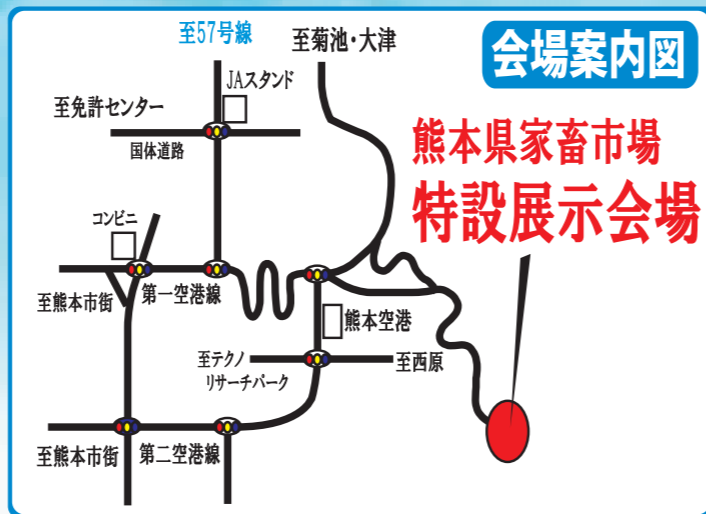 至57号線
至菊池・大津
会場案内図
JAスタンド
至免許センター
国体道路
熊本県家畜市場
特設展示会場
コンビニ
至熊本市街
第一空港線
熊本空港
至テクノ
リサーチパーク
至西原
至熊本市街
第二空港線